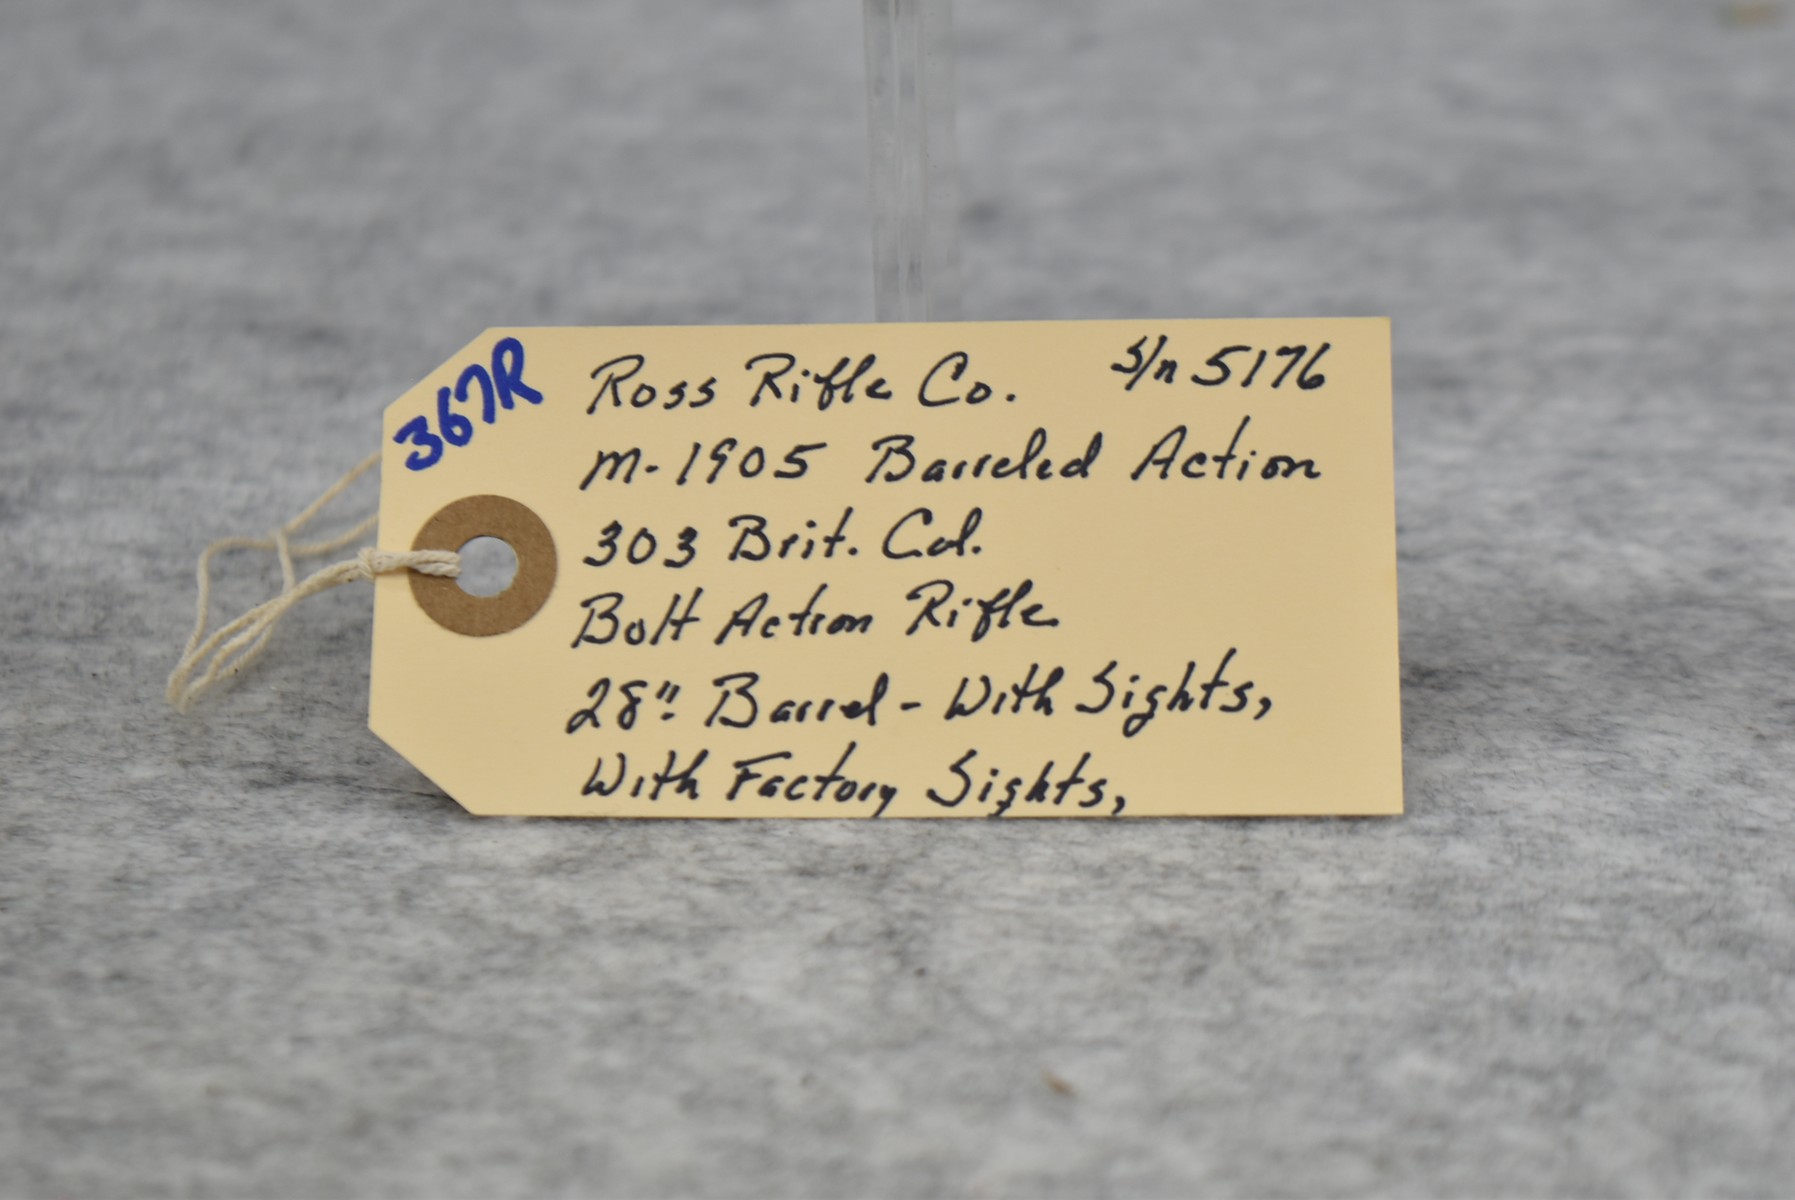 367R
Ross Rifle Co. S/n 5176
M-1905 Barreled Action
303 Brit. Cal.
Bolt Action Rifle
28" Barrel - With Sights,
With Factory Sights,